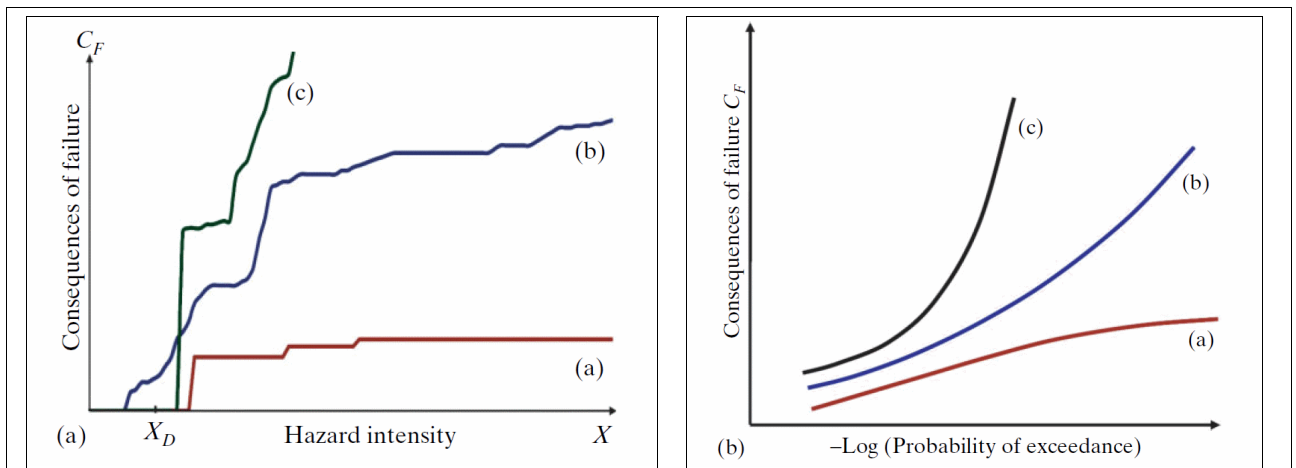 C_F
Consequences of failure
(c)
(b)
(a)
(a)
X_D
Hazard intensity
X
Consequences of failure C_F
(c)
(b)
(a)
(b)
–Log (Probability of exceedance)